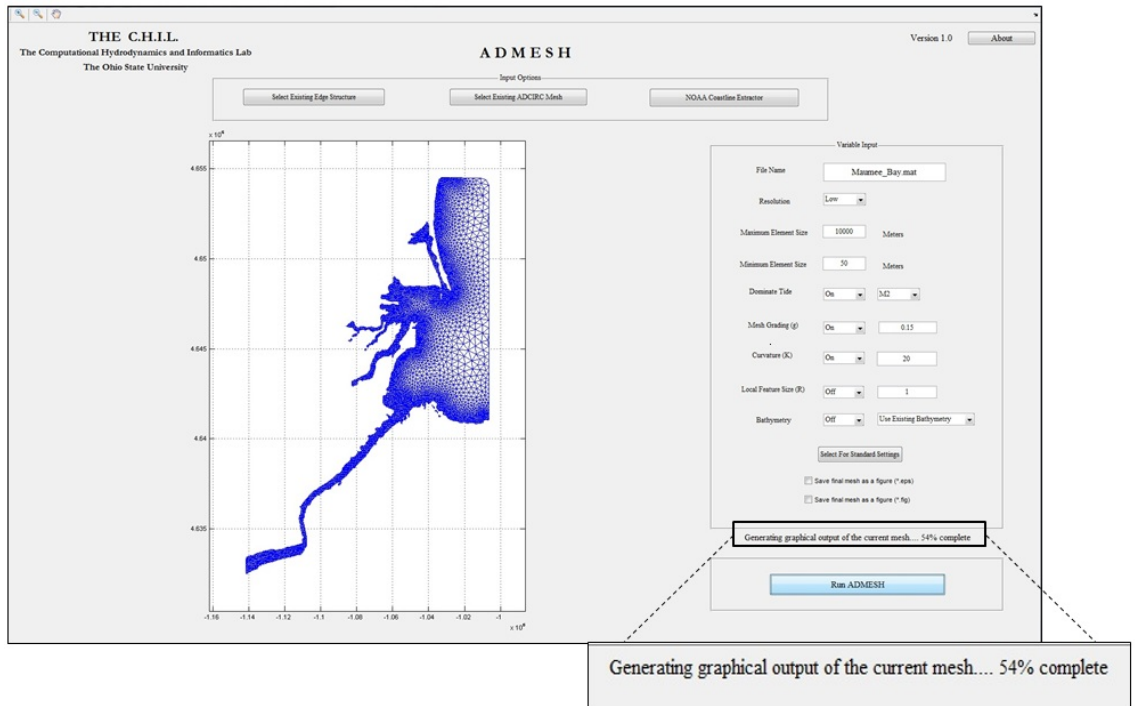 THE C.H.I.L.
The Computational Hydrodynamics and Informatics Lab
The Ohio State University
ADMESH
Version 1.0
About
Input Options
Select Existing Edge Structure
Select Existing ADCIRC Mesh
NOAA Coastline Extractor
x 10⁶
4.655
4.65
4.645
4.64
4.635
-1.16
-1.14
-1.12
-1.1
-1.08
-1.06
-1.04
-1.02
-1
x 10⁶
Variable Input
File Name
Maumee_Bay.mat
Resolution
Low
Maximum Element Size
10000
Meters
Minimum Element Size
50
Meters
Dominate Tide
On
M2
Mesh Grading (g)
On
0.15
Curvature (K)
On
20
Local Feature Size (R)
Off
1
Bathymetry
Off
Use Existing Bathymetry
Select For Standard Settings
Save final mesh as a figure (*.eps)
Save final mesh as a figure (*.fig)
Generating graphical output of the current mesh.... 54% complete
Run ADMESH
Generating graphical output of the current mesh.... 54% complete